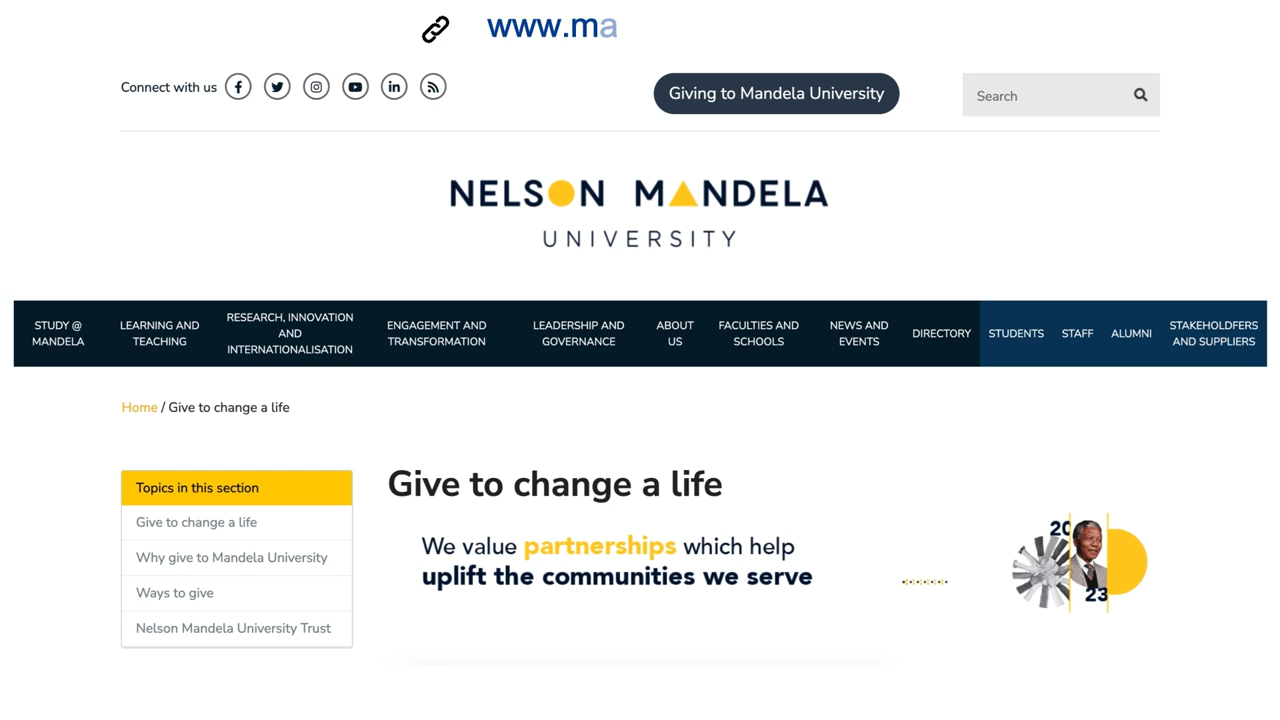 www.ma
Connect with us
Giving to Mandela University
Search
NELSON MANDELA
UNIVERSITY
STUDY @
MANDELA
LEARNING AND
TEACHING
RESEARCH, INNOVATION
AND
INTERNATIONALISATION
ENGAGEMENT AND
TRANSFORMATION
LEADERSHIP AND
GOVERNANCE
ABOUT
US
FACULTIES AND
SCHOOLS
NEWS AND
EVENTS
DIRECTORY
STUDENTS
STAFF
ALUMNI
STAKEHOLDFERS
AND SUPPLIERS
Home / Give to change a life
Topics in this section
Give to change a life
Why give to Mandela University
Ways to give
Nelson Mandela University Trust
Give to change a life
We value partnerships which help
uplift the communities we serve
20
23